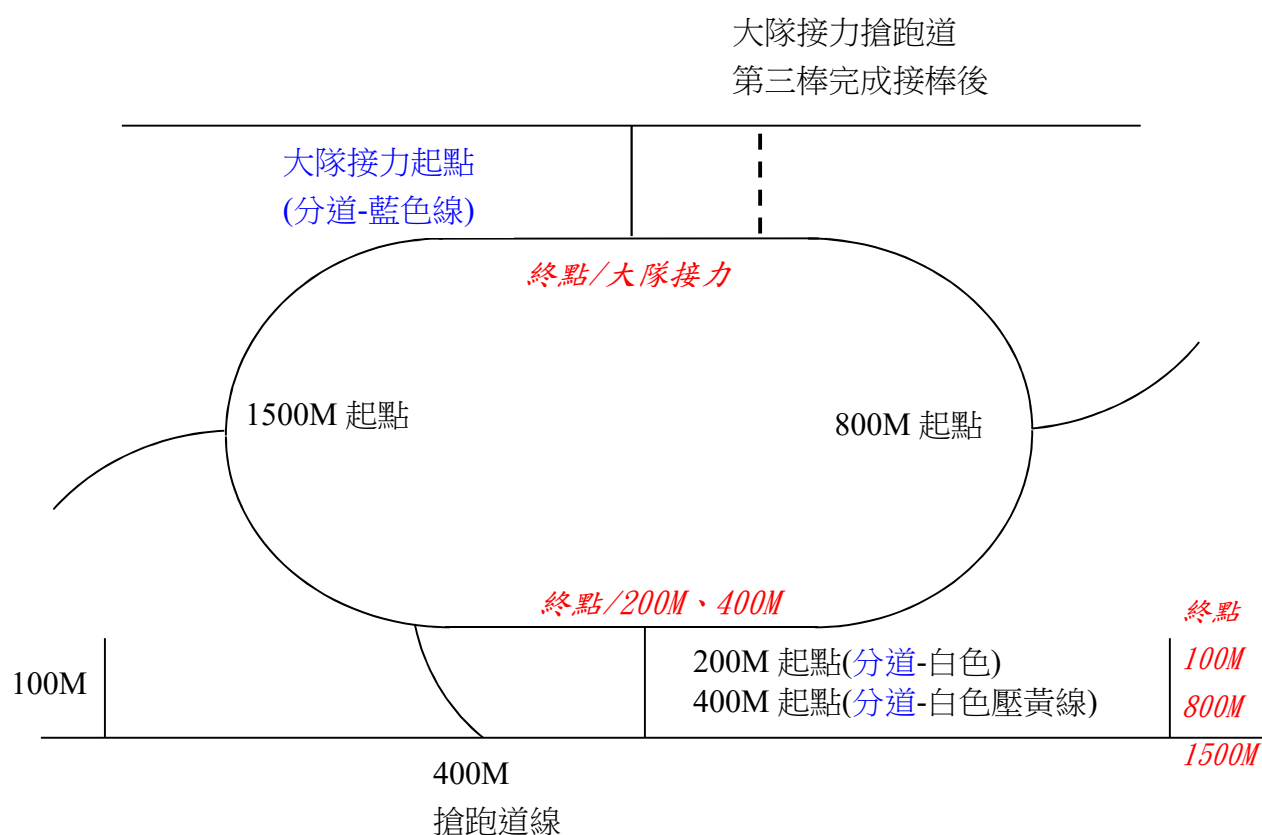 大隊接力搶跑道
第三棒完成接棒後
大隊接力起點
(分道-藍色線)
終點/大隊接力
1500M 起點
800M 起點
終點/200M、400M
終點
100M
800M
1500M
200M 起點(分道-白色)
400M 起點(分道-白色壓黃線)
100M
400M
搶跑道線